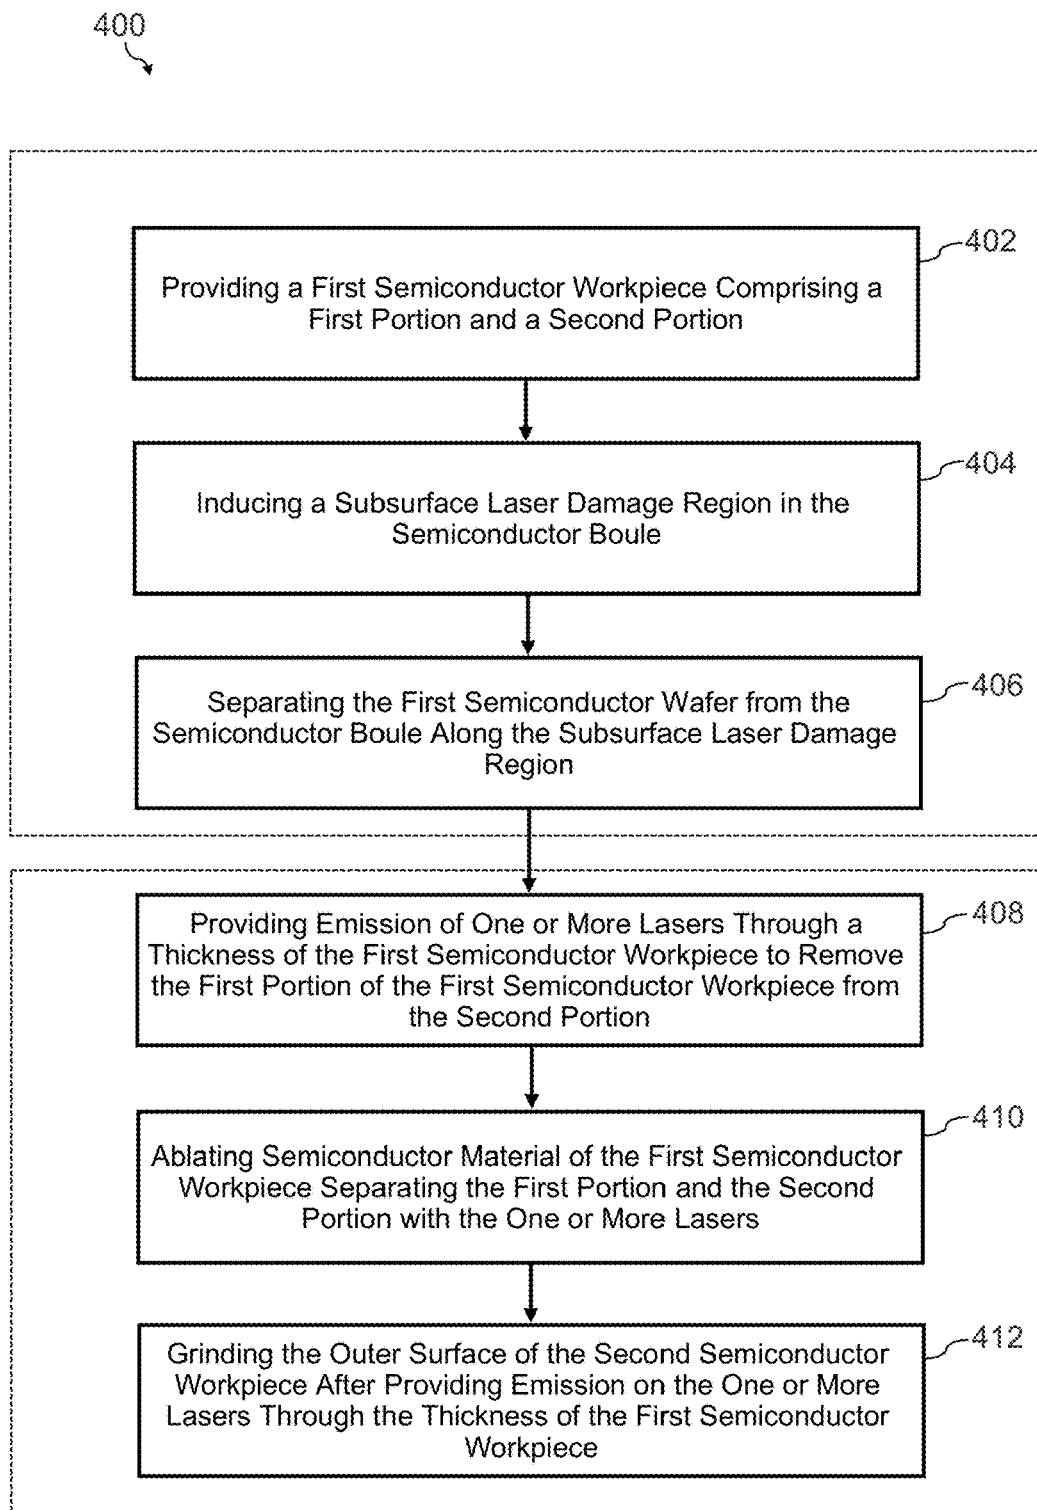 400
402
Providing a First Semiconductor Workpiece Comprising a
First Portion and a Second Portion
404
Inducing a Subsurface Laser Damage Region in the
Semiconductor Boule
406
Separating the First Semiconductor Wafer from the
Semiconductor Boule Along the Subsurface Laser Damage
Region
408
Providing Emission of One or More Lasers Through a
Thickness of the First Semiconductor Workpiece to Remove
the First Portion of the First Semiconductor Workpiece from
the Second Portion
410
Ablating Semiconductor Material of the First Semiconductor
Workpiece Separating the First Portion and the Second
Portion with the One or More Lasers
412
Grinding the Outer Surface of the Second Semiconductor
Workpiece After Providing Emission on the One or More
Lasers Through the Thickness of the First Semiconductor
Workpiece